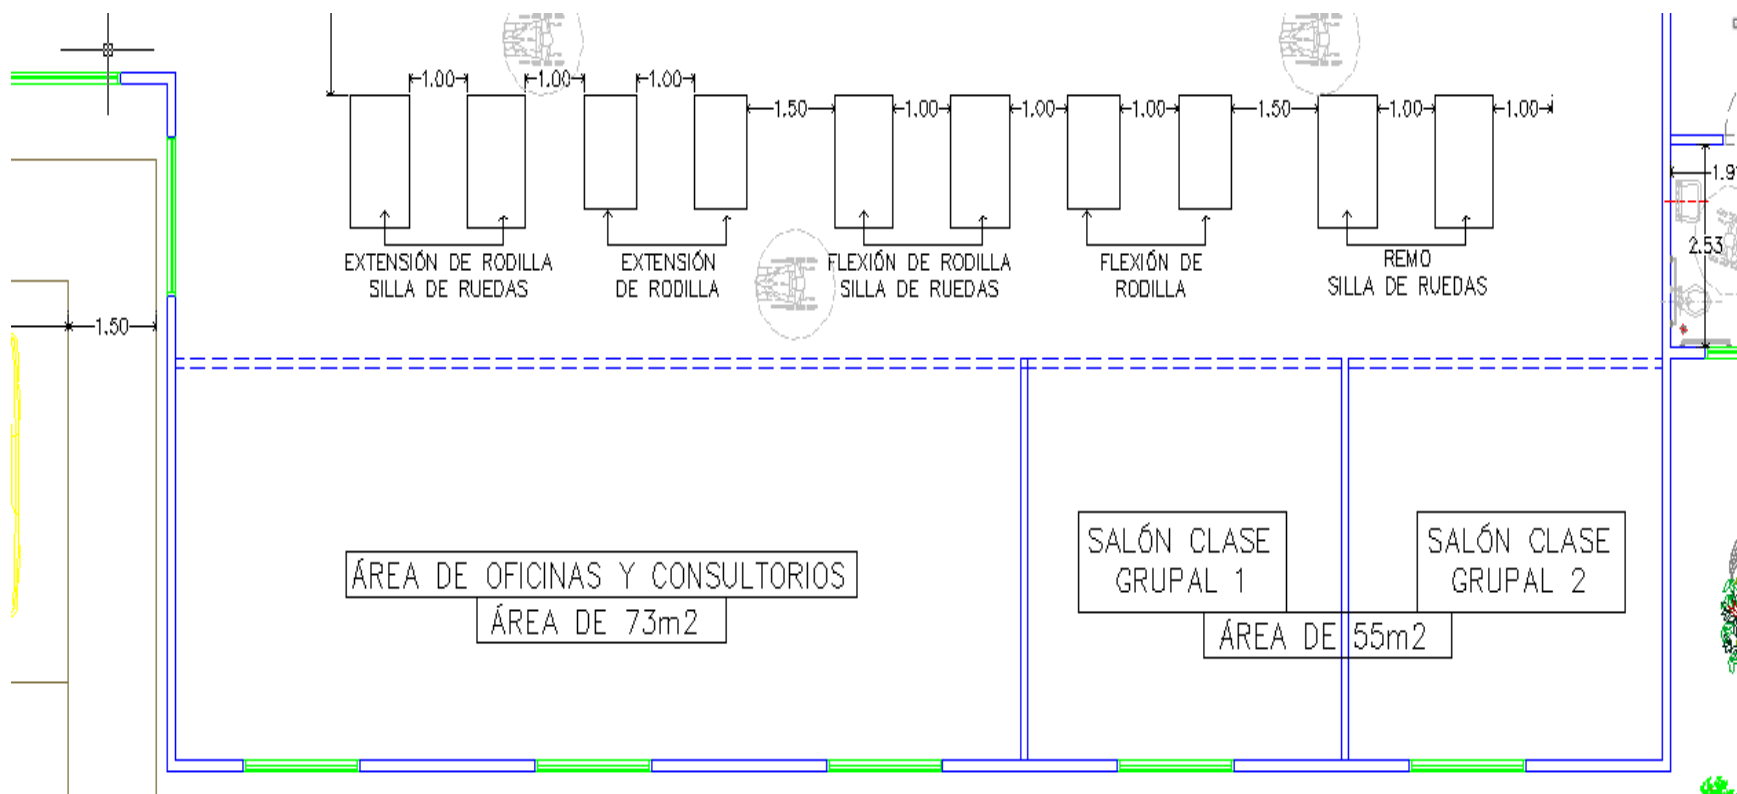 1.00
1.00
1.00
1.50
1.00
1.00
1.00
1.50
1.00
1.00
EXTENSIÓN DE RODILLA
SILLA DE RUEDAS
EXTENSIÓN
DE RODILLA
FLEXIÓN DE RODILLA
SILLA DE RUEDAS
FLEXIÓN DE
RODILLA
REMO
SILLA DE RUEDAS
2.53
1.50
ÁREA DE OFICINAS Y CONSULTORIOS
ÁREA DE 73m2
SALÓN CLASE
GRUPAL 1
SALÓN CLASE
GRUPAL 2
ÁREA DE 55m2